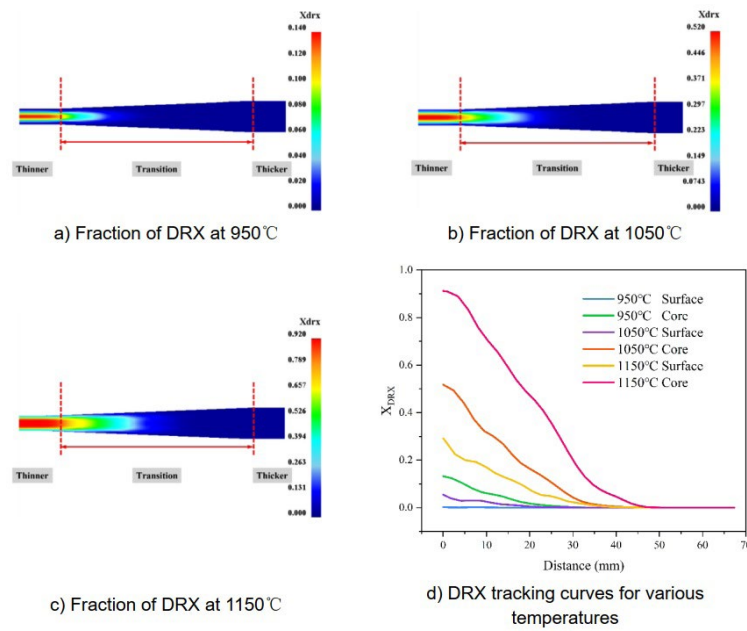 Xdrx
0.140
0.120
0.100
0.080
0.060
0.040
0.020
0.000
Thinner
Transition
Thicker
a) Fraction of DRX at 950℃
Xdrx
0.520
0.446
0.371
0.297
0.223
0.149
0.0743
0.000
Thinner
Transition
Thicker
b) Fraction of DRX at 1050℃
Xdrx
0.920
0.789
0.657
0.526
0.394
0.263
0.131
0.000
Thinner
Transition
Thicker
c) Fraction of DRX at 1150℃
1.0
0.8
0.6
0.4
0.2
0.0
X_DRX
950℃ Surface
950℃ Core
1050℃ Surface
1050℃ Core
1150℃ Surface
1150℃ Core
0 10 20 30 40 50 60 70
Distance (mm)
d) DRX tracking curves for various
temperatures